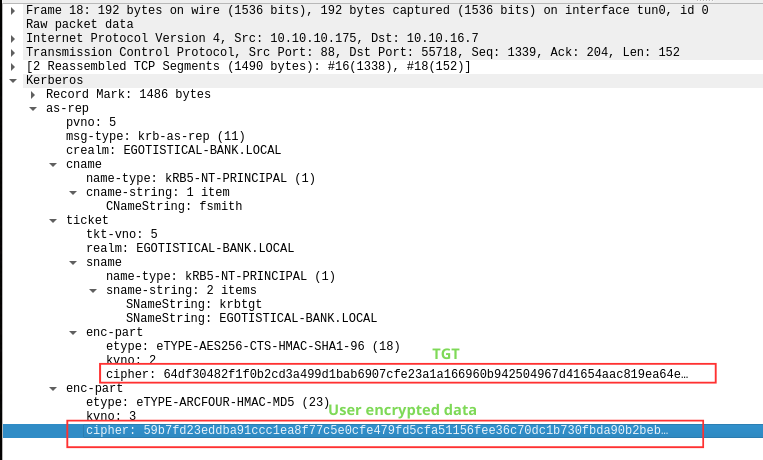 Frame 18: 192 bytes on wire (1536 bits), 192 bytes captured (1536 bits) on interface tun0, id 0
Raw packet data
Internet Protocol Version 4, Src: 10.10.10.175, Dst: 10.10.16.7
Transmission Control Protocol, Src Port: 88, Dst Port: 55718, Seq: 1339, Ack: 204, Len: 152
[2 Reassembled TCP Segments (1490 bytes): #16(1338), #18(152)]
Kerberos
Record Mark: 1486 bytes
as-rep
pvno: 5
msg-type: krb-as-rep (11)
crealm: EGOTISTICAL-BANK.LOCAL
cname
name-type: kRB5-NT-PRINCIPAL (1)
cname-string: 1 item
CNameString: fsmith
ticket
tkt-vno: 5
realm: EGOTISTICAL-BANK.LOCAL
sname
name-type: kRB5-NT-PRINCIPAL (1)
sname-string: 2 items
SNameString: krbtgt
SNameString: EGOTISTICAL-BANK.LOCAL
enc-part
etype: eTYPE-AES256-CTS-HMAC-SHA1-96 (18)
TGT
kvno: 2
cipher: 64df30482f1f0b2cd3a499d1bab6907cfe23a1a166960b942504967d41654aac819ea64e…
enc-part
etype: eTYPE-ARCFOUR-HMAC-MD5 (23)
User encrypted data
kvno: 3
cipher: 59b7fd23eddba91ccc1ea8f77c5e0cfe479fd5cfa51156fee36c70dc1b730fbda90b2beb…